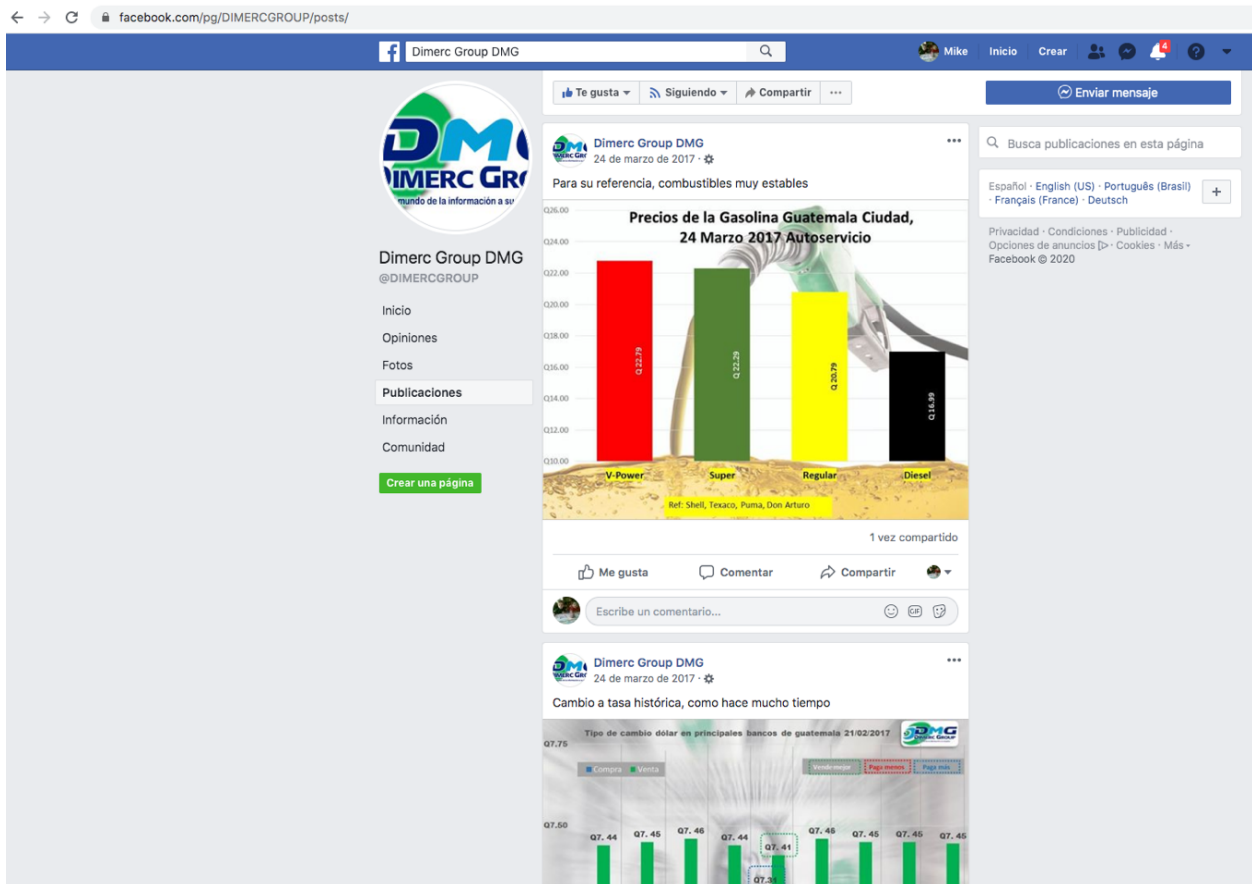 facebook.com/pg/DIMERCGROUP/posts/
Dimerc Group DMG
Mike
Inicio
Crear
4
DM
DIMERC GR
mundo de la información a su
Dimerc Group DMG
@DIMERCGROUP
Inicio
Opiniones
Fotos
Publicaciones
Información
Comunidad
Crear una página
Te gusta
Siguiendo
Compartir
Dimerc Group DMG
24 de marzo de 2017
Para su referencia, combustibles muy estables
Precios de la Gasolina Guatemala Ciudad,
24 Marzo 2017 Autoservicio
Q26.00
Q24.00
Q22.00
Q20.00
Q18.00
Q16.00
Q14.00
Q12.00
Q10.00
Q 22.79
Q 22.29
Q 20.79
Q 16.99
V-Power
Super
Regular
Diesel
Ref: Shell, Texaco, Puma, Don Arturo
1 vez compartido
Me gusta
Comentar
Compartir
Escribe un comentario...
GIF
Dimerc Group DMG
24 de marzo de 2017
Cambio a tasa histórica, como hace mucho tiempo
Tipo de cambio dólar en principales bancos de guatemala 21/02/2017
DMG
DIMERC GROUP
Q7.75
Compra
Venta
Vende mejor
Paga menos
Paga más
Q7.50
Q7. 44
Q7. 45
Q7. 46
Q7. 44
Q7. 41
Q7. 46
Q7. 45
Q7. 45
Q7. 45
Q7.31
Enviar mensaje
Busca publicaciones en esta página
Español · English (US) · Português (Brasil)
· Français (France) · Deutsch
Privacidad · Condiciones · Publicidad ·
Opciones de anuncios · Cookies · Más
Facebook © 2020